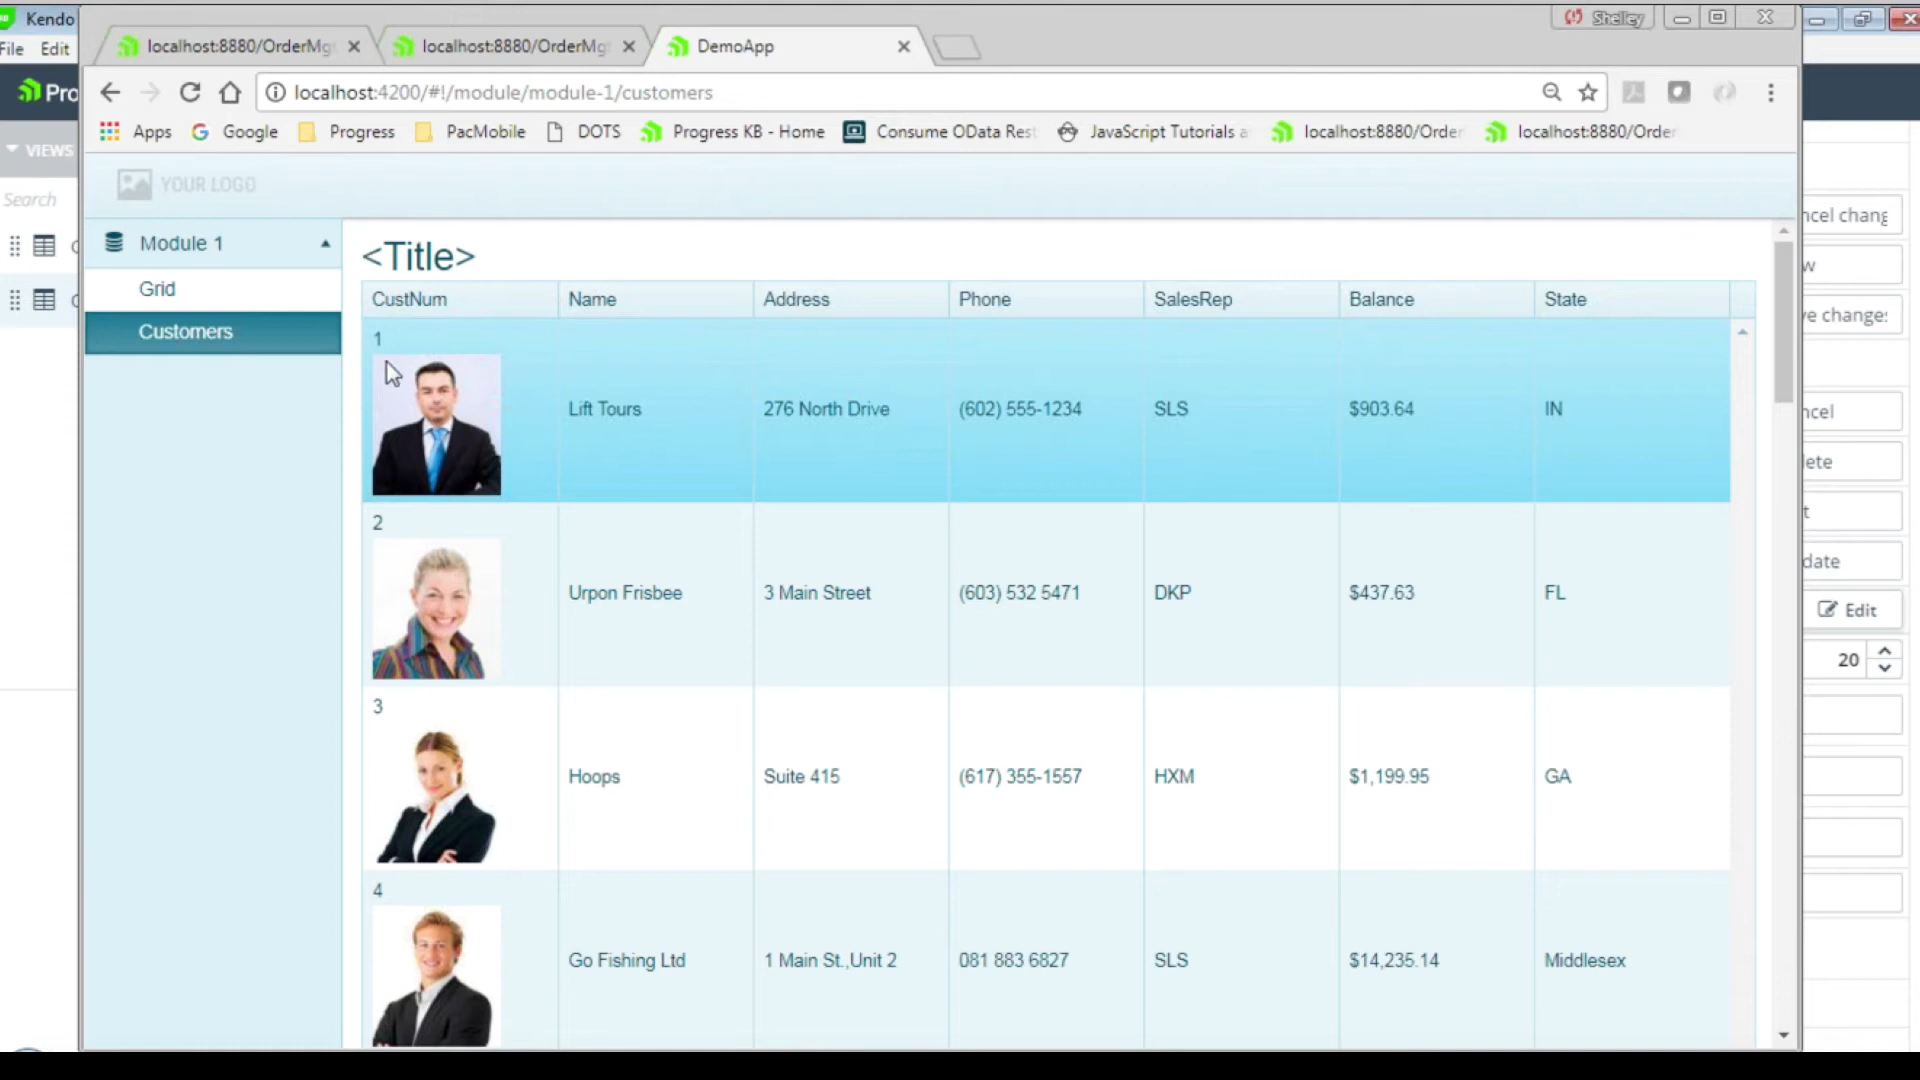 Kendo
File Edit
Pro
VIEWS
Search
Shelley
localhost:8880/OrderMg
localhost:8880/OrderMg
DemoApp
localhost:4200/#!/module/module-1/customers
Apps Google Progress PacMobile DOTS Progress KB - Home Consume OData Rest JavaScript Tutorials a localhost:8880/Order localhost:8880/Order
YOUR LOGO
Module 1
Grid
Customers
<Title>
CustNum Name Address Phone SalesRep Balance State
1
Lift Tours 276 North Drive (602) 555-1234 SLS $903.64 IN
2
Urpon Frisbee 3 Main Street (603) 532 5471 DKP $437.63 FL
3
Hoops Suite 415 (617) 355-1557 HXM $1,199.95 GA
4
Go Fishing Ltd 1 Main St.,Unit 2 081 883 6827 SLS $14,235.14 Middlesex
ncel chang
w
ve changes
ncel
lete
t
date
Edit
20